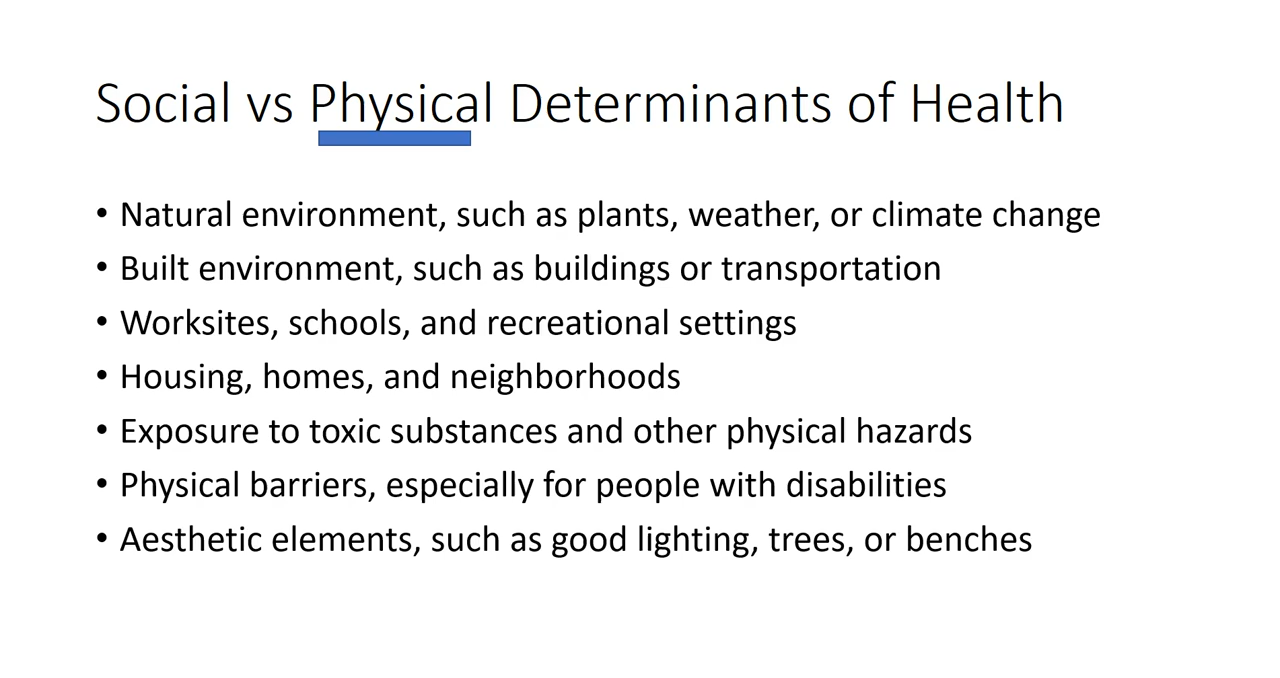 Social vs Physical Determinants of Health
• Natural environment, such as plants, weather, or climate change
• Built environment, such as buildings or transportation
• Worksites, schools, and recreational settings
• Housing, homes, and neighborhoods
• Exposure to toxic substances and other physical hazards
• Physical barriers, especially for people with disabilities
• Aesthetic elements, such as good lighting, trees, or benches